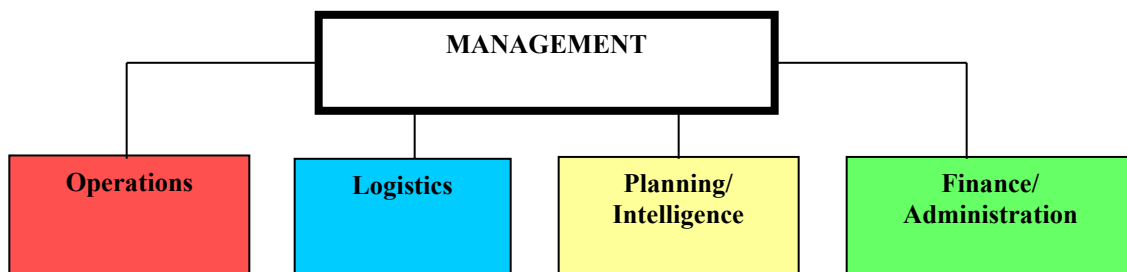 MANAGEMENT
Operations
Logistics
Planning/
Intelligence
Finance/
Administration